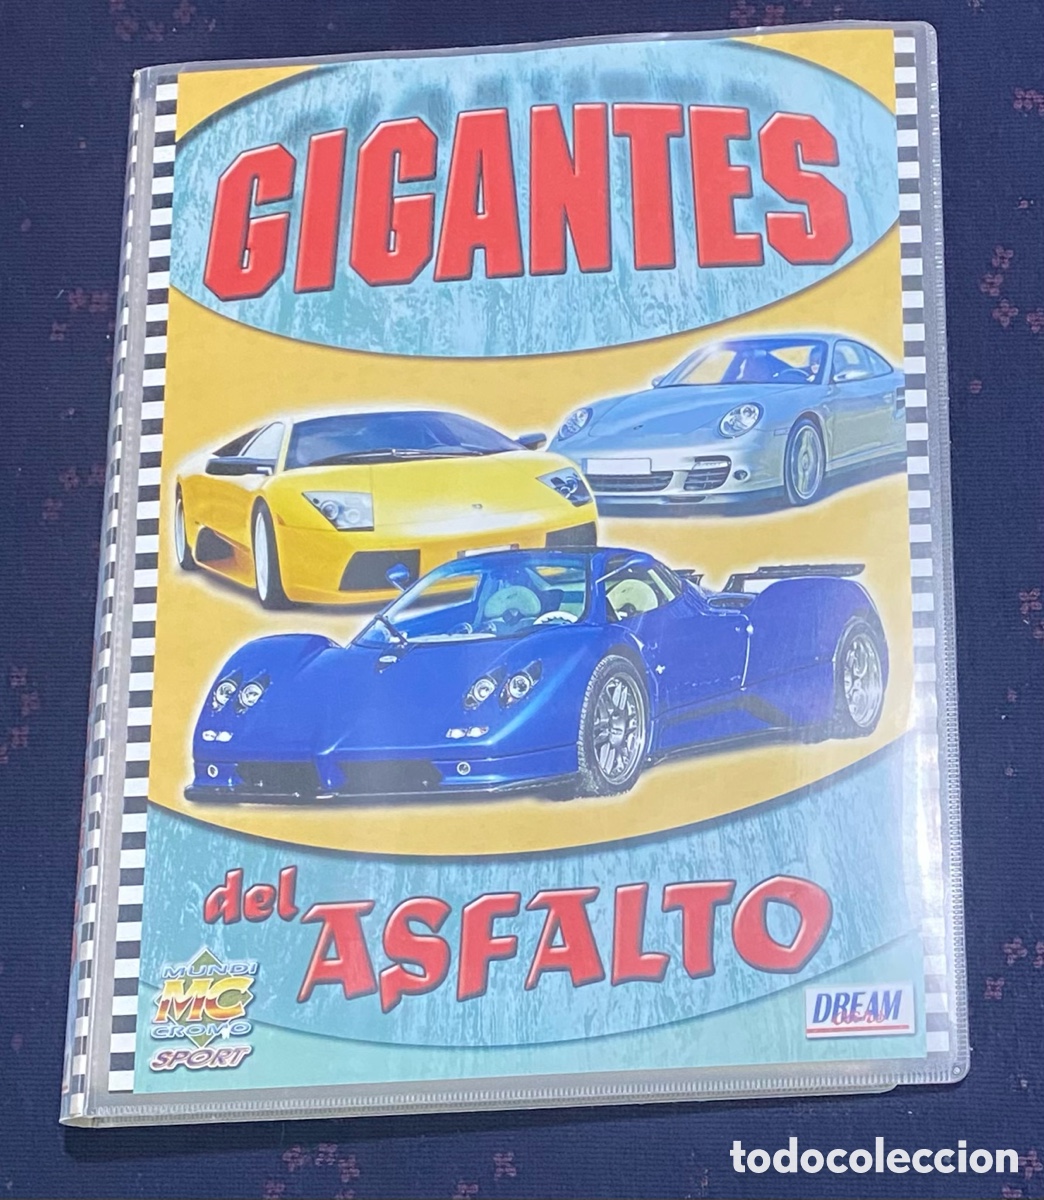 GIGANTES
del ASFALTO
MUNDI
MC
CROMO
SPORT
DREAM
todocoleccion